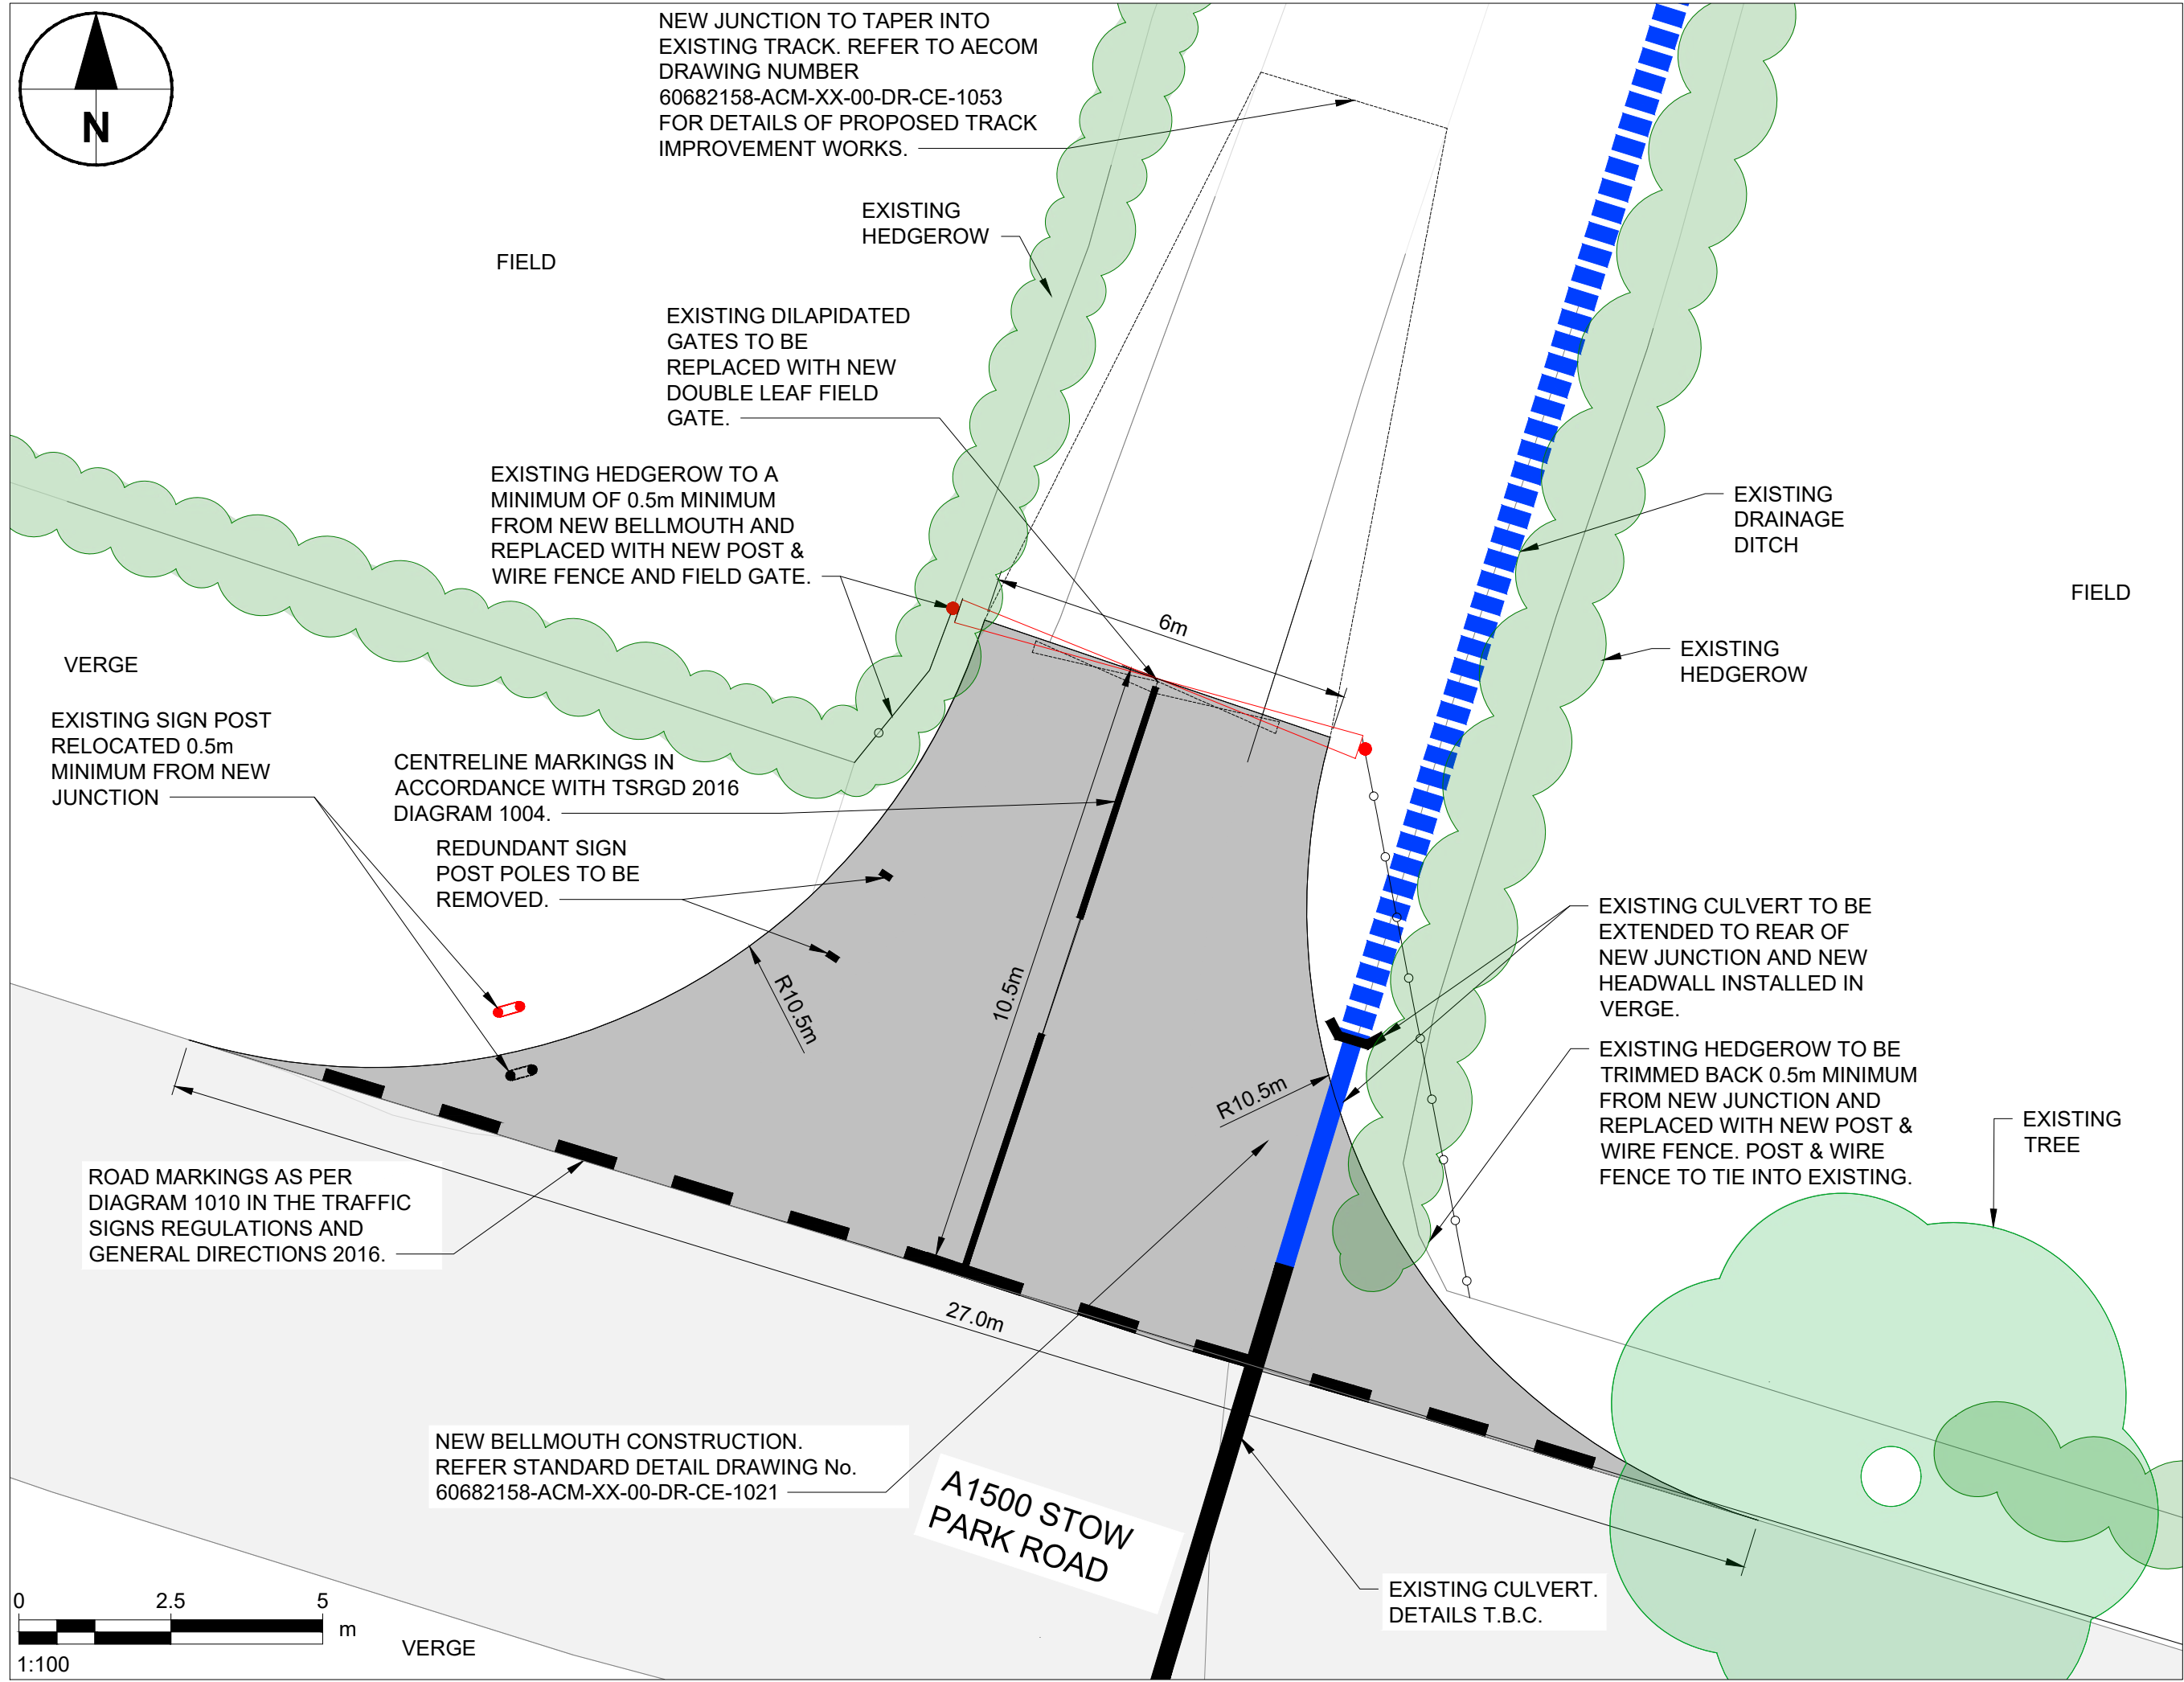 N
NEW JUNCTION TO TAPER INTO
EXISTING TRACK. REFER TO AECOM
DRAWING NUMBER
60682158-ACM-XX-00-DR-CE-1053
FOR DETAILS OF PROPOSED TRACK
IMPROVEMENT WORKS.
EXISTING
HEDGEROW
FIELD
EXISTING DILAPIDATED
GATES TO BE
REPLACED WITH NEW
DOUBLE LEAF FIELD
GATE.
EXISTING HEDGEROW TO A
MINIMUM OF 0.5m MINIMUM
FROM NEW BELLMOUTH AND
REPLACED WITH NEW POST &
WIRE FENCE AND FIELD GATE.
EXISTING
DRAINAGE
DITCH
FIELD
6m
EXISTING
HEDGEROW
VERGE
EXISTING SIGN POST
RELOCATED 0.5m
MINIMUM FROM NEW
JUNCTION
CENTRELINE MARKINGS IN
ACCORDANCE WITH TSRGD 2016
DIAGRAM 1004.
REDUNDANT SIGN
POST POLES TO BE
REMOVED.
R10.5m
10.5m
R10.5m
EXISTING CULVERT TO BE
EXTENDED TO REAR OF
NEW JUNCTION AND NEW
HEADWALL INSTALLED IN
VERGE.
EXISTING HEDGEROW TO BE
TRIMMED BACK 0.5m MINIMUM
FROM NEW JUNCTION AND
REPLACED WITH NEW POST &
WIRE FENCE. POST & WIRE
FENCE TO TIE INTO EXISTING.
EXISTING
TREE
ROAD MARKINGS AS PER
DIAGRAM 1010 IN THE TRAFFIC
SIGNS REGULATIONS AND
GENERAL DIRECTIONS 2016.
27.0m
NEW BELLMOUTH CONSTRUCTION.
REFER STANDARD DETAIL DRAWING No.
60682158-ACM-XX-00-DR-CE-1021
A1500 STOW
PARK ROAD
EXISTING CULVERT.
DETAILS T.B.C.
0 2.5 5
m
1:100
VERGE